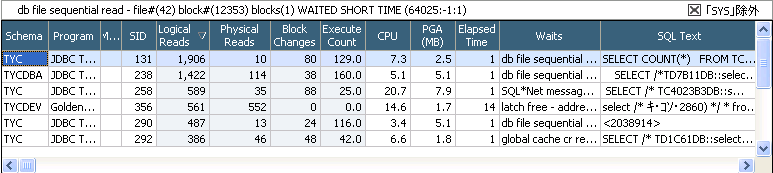 db file sequential read - file#(42) block#(12353) blocks(1) WAITED SHORT TIME (64025:-1:1) 「SYS」除外
Schema Program M... SID Logical Reads Physical Reads Block Changes Execute Count CPU PGA (MB) Elapsed Time Waits SQL Text
TYC JDBC T... 131 1,906 10 80 129.0 7.3 2.5 1 db file sequential ... SELECT COUNT(*) FROM TC...
TYCDBA JDBC T... 238 1,422 114 38 160.0 5.1 5.1 1 db file sequential ... SELECT /*TD7B11DB::selec...
TYC JDBC T... 258 589 35 88 25.0 20.7 7.9 1 SQL*Net messag... SELECT /* TC4023B3DB::s...
TYCDEV Golden... 356 561 552 0 0.0 14.6 1.7 14 latch free - addre... select /* ｷ･ｺｿ･2860) */ * fro...
TYC JDBC T... 290 487 13 24 116.0 3.4 5.1 1 db file sequential ... <2038914>
TYC JDBC T... 292 386 46 48 42.0 6.6 1.8 1 global cache cr re... SELECT /* TD1C61DB::select...